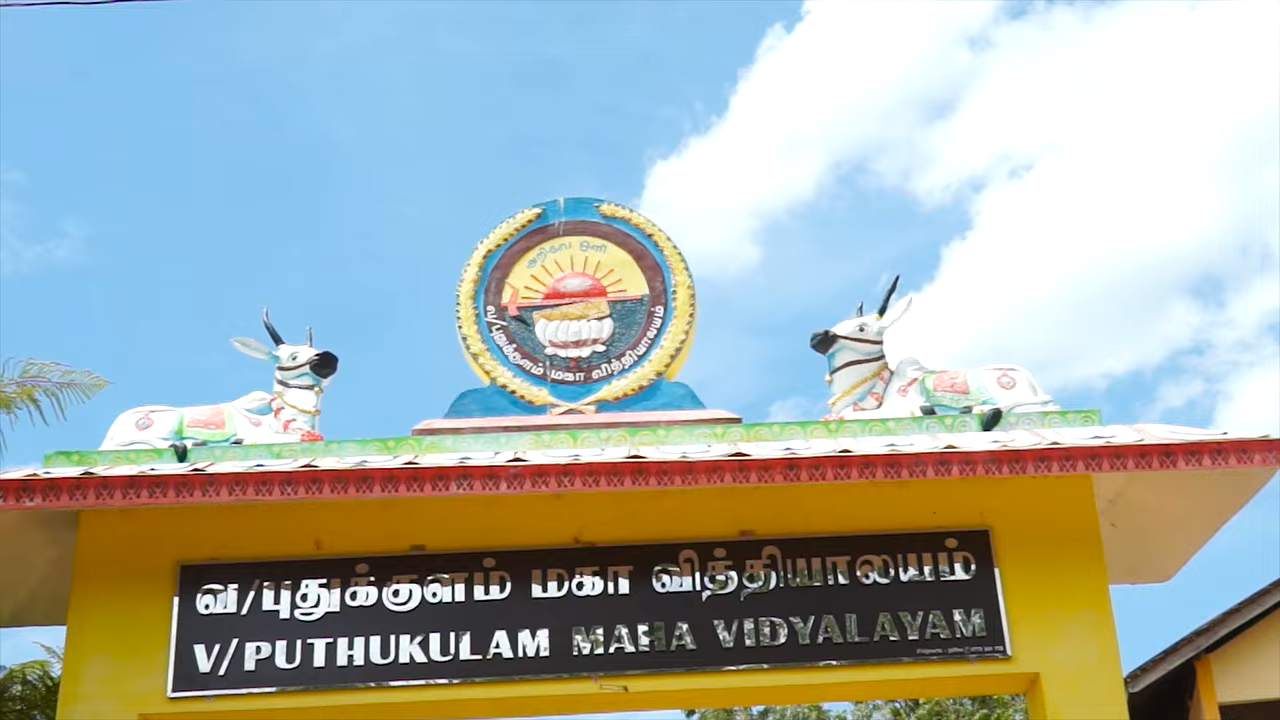 அறிவே ஒளி
வ/புதுக்குளம் மகா வித்தியாலயம்
வ/புதுக்குளம் மகா வித்தியாலயம்
V/PUTHUKULAM MAHA VIDYALAYAM